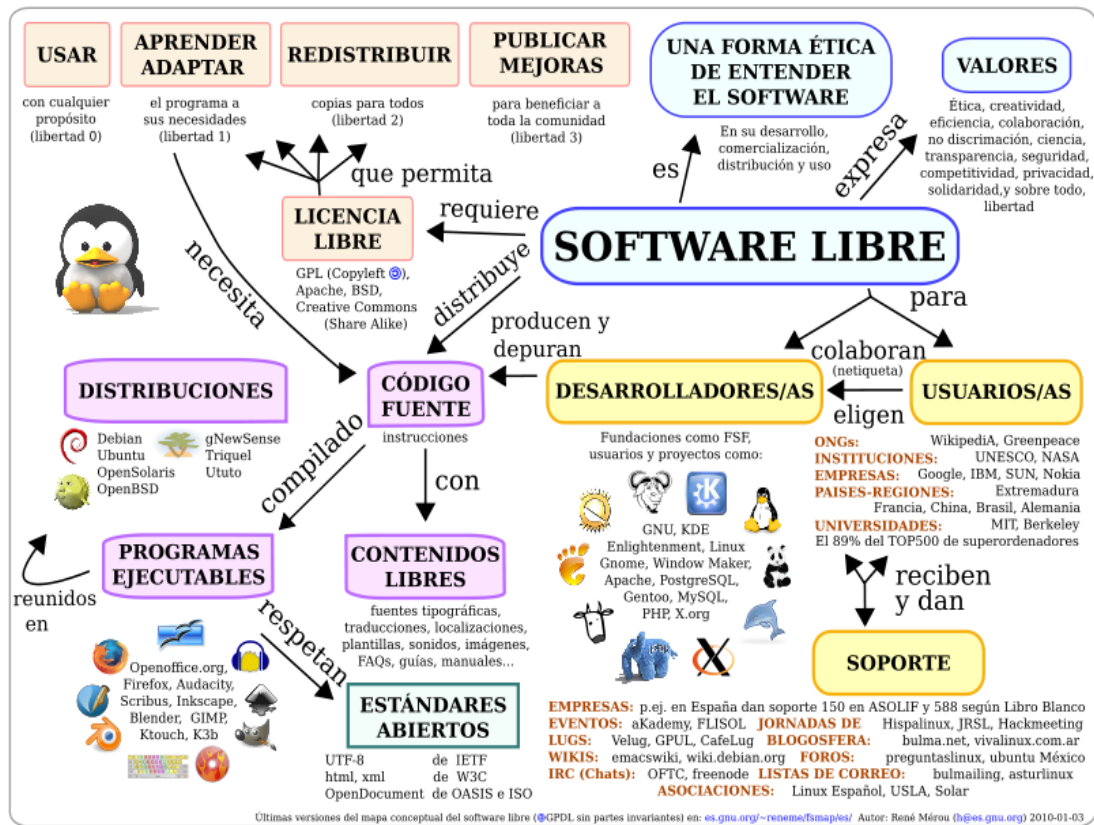 USAR
con cualquier
propósito
(libertad 0)
APRENDER
ADAPTAR
el programa a
sus necesidades
(libertad 1)
REDISTRIBUIR
copias para todos
(libertad 2)
PUBLICAR
MEJORAS
para beneficiar a
toda la comunidad
(libertad 3)
UNA FORMA ÉTICA
DE ENTENDER
EL SOFTWARE
En su desarrollo,
comercialización,
distribución y uso
VALORES
Ética, creatividad,
eficiencia, colaboración,
no discrimación, ciencia,
transparencia, seguridad,
competitividad, privacidad,
solidaridad,y sobre todo,
libertad
es
expresa
que permita
LICENCIA
LIBRE
GPL (Copyleft ),
Apache, BSD,
Creative Commons
(Share Alike)
requiere
SOFTWARE LIBRE
necesita
distribuye
para
producen y
depuran
DISTRIBUCIONES
Debian
Ubuntu
OpenSolaris
OpenBSD
gNewSense
Triquel
Ututo
CÓDIGO
FUENTE
instrucciones
DESARROLLADORES/AS
colaboran
(netiqueta)
eligen
USUARIOS/AS
Fundaciones como FSF,
usuarios y proyectos como:
GNU, KDE
Enlightenment, Linux
Gnome, Window Maker,
Apache, PostgreSQL,
Gentoo, MySQL,
PHP, X.org
ONGs: WikipediA, Greenpeace
INSTITUCIONES: UNESCO, NASA
EMPRESAS: Google, IBM, SUN, Nokia
PAISES-REGIONES: Extremadura
Francia, China, Brasil, Alemania
UNIVERSIDADES: MIT, Berkeley
El 89% del TOP500 de superordenadores
compilado
con
PROGRAMAS
EJECUTABLES
reunidos
en
Openoffice.org,
Firefox, Audacity,
Scribus, Inkscape,
Blender, GIMP,
Ktouch, K3b
respetan
CONTENIDOS
LIBRES
fuentes tipográficas,
traducciones, localizaciones,
plantillas, sonidos, imágenes,
FAQs, guías, manuales...
ESTÁNDARES
ABIERTOS
UTF-8 de IETF
html, xml de W3C
OpenDocument de OASIS e ISO
reciben
y dan
SOPORTE
EMPRESAS: p.ej. en España dan soporte 150 en ASOLIF y 588 según Libro Blanco
EVENTOS: aKademy, FLISOL JORNADAS DE Hispalinux, JRSL, Hackmeeting
LUGS: Velug, GPUL, CafeLug BLOGOSFERA: bulma.net, vivalinux.com.ar
WIKIS: emacswiki, wiki.debian.org FOROS: preguntaslinux, ubuntu México
IRC (Chats): OFTC, freenode LISTAS DE CORREO: bulmailing, asturlinux
ASOCIACIONES: Linux Español, USLA, Solar
Últimas versiones del mapa conceptual del software libre (GPDL sin partes invariantes) en: es.gnu.org/~reneme/fsmap/es/ Autor: René Mérou (h@es.gnu.org) 2010-01-03